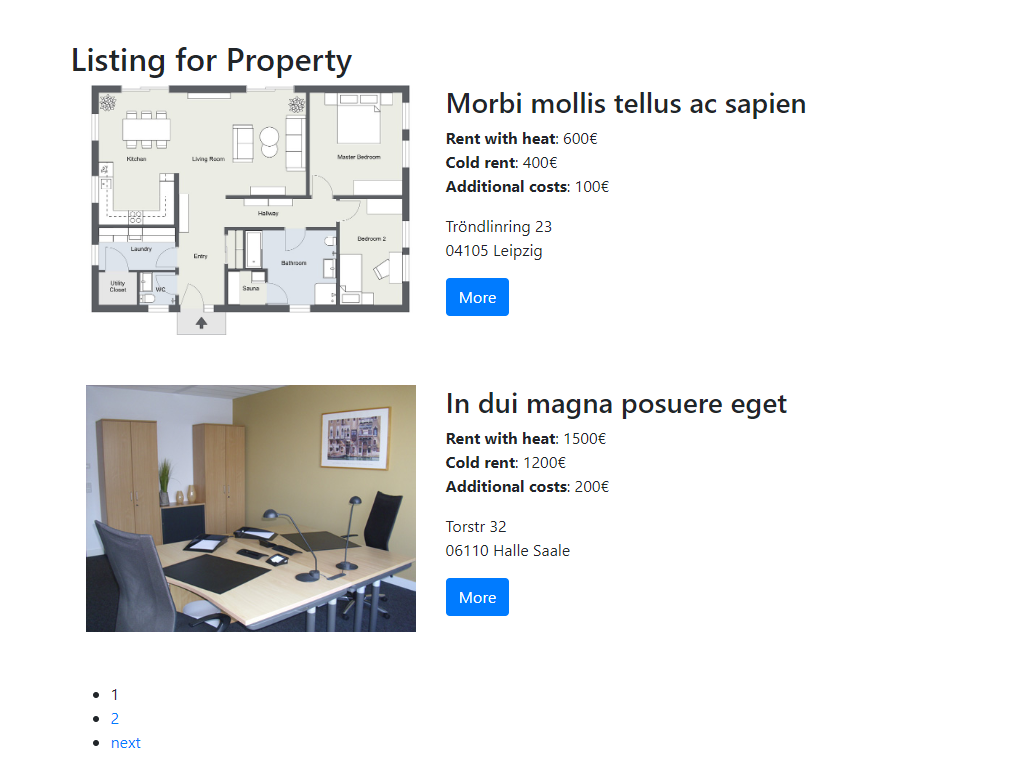 Listing for Property
Kitchen
Living Room
Master Bedroom
Hallway
Laundry
Entry
Bathroom
Bedroom 2
Utility
Closet
WC
Sauna
Morbi mollis tellus ac sapien
Rent with heat: 600€
Cold rent: 400€
Additional costs: 100€
Tröndlinring 23
04105 Leipzig
More
In dui magna posuere eget
Rent with heat: 1500€
Cold rent: 1200€
Additional costs: 200€
Torstr 32
06110 Halle Saale
More
1
2
next